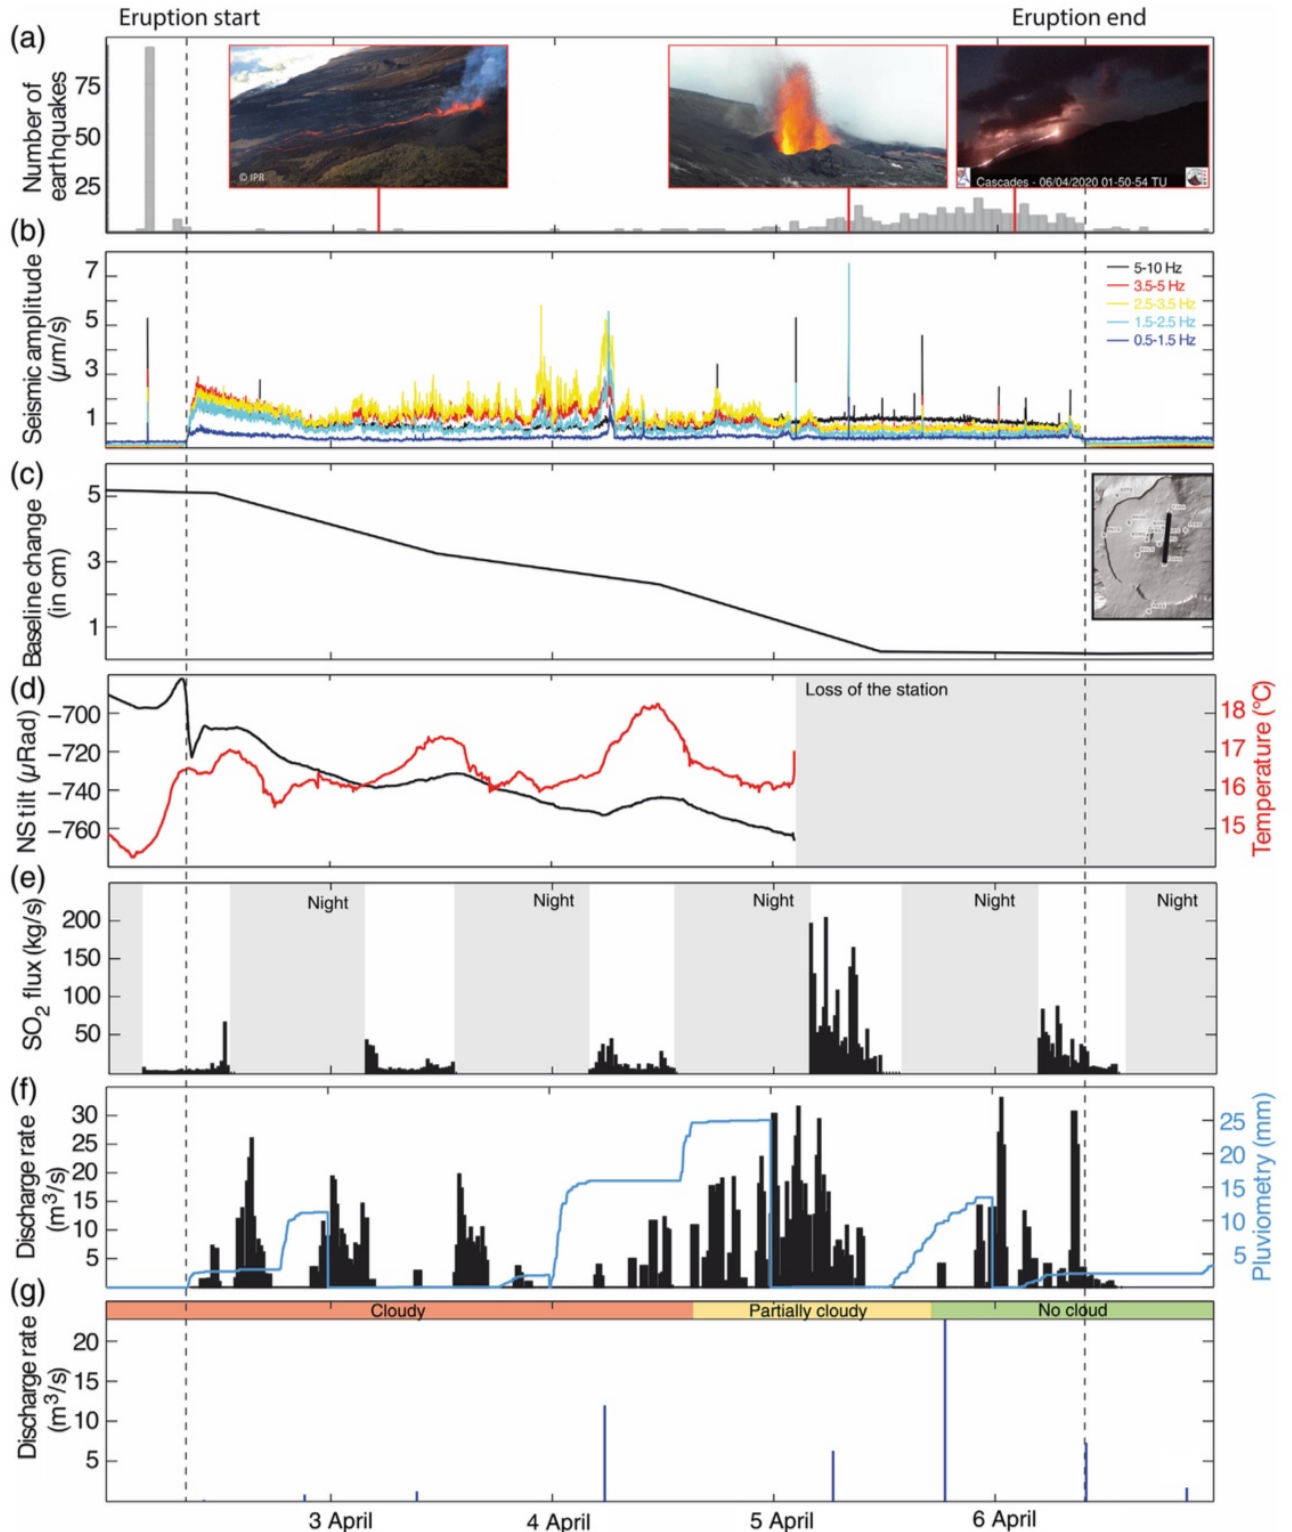 Eruption start
Eruption end
(a)
Number of
earthquakes
75
50
25
© IPR
Cascades - 06/04/2020 01-50-54 TU
(b)
Seismic amplitude
(µm/s)
7
5
3
1
5-10 Hz
3.5-5 Hz
2.5-3.5 Hz
1.5-2.5 Hz
0.5-1.5 Hz
(c)
Baseline change
(in cm)
5
3
1
(d)
NS tilt (µRad)
−700
−720
−740
−760
Loss of the station
18
17
16
15
Temperature (°C)
(e)
SO2 flux (kg/s)
200
150
100
50
Night
Night
Night
Night
Night
(f)
Discharge rate
(m3/s)
30
25
20
15
10
5
25
20
15
10
5
Pluviometry (mm)
(g)
Discharge rate
(m3/s)
Cloudy
Partially cloudy
No cloud
20
15
10
5
3 April
4 April
5 April
6 April